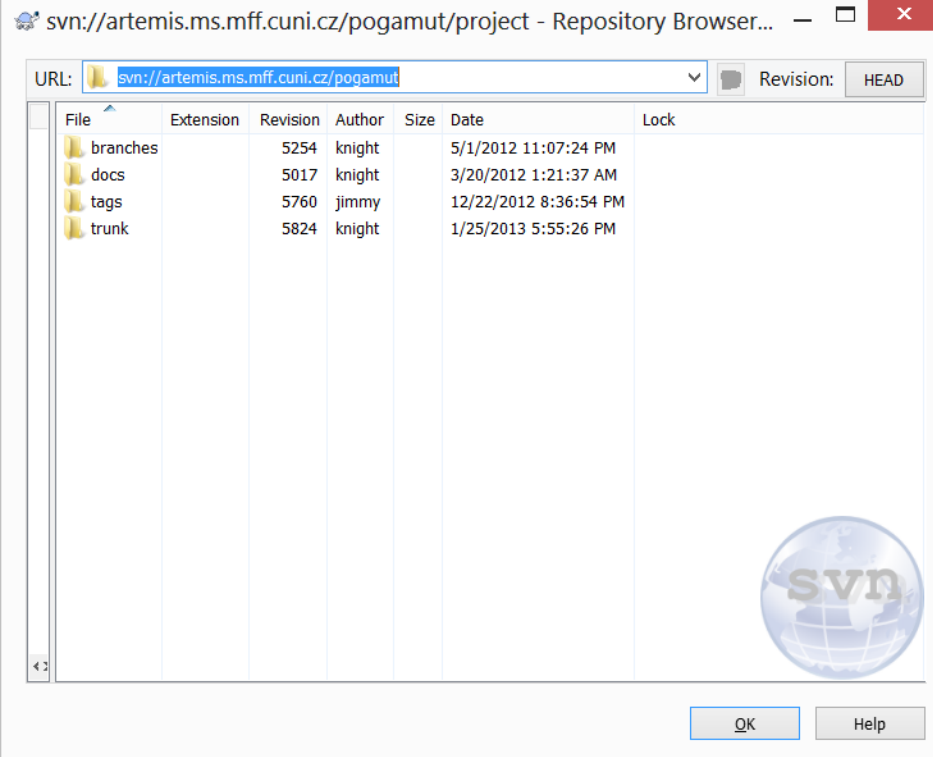 svn://artemis.ms.mff.cuni.cz/pogamut/project - Repository Browser...
URL: svn://artemis.ms.mff.cuni.cz/pogamut Revision: HEAD
File Extension Revision Author Size Date Lock
branches 5254 knight 5/1/2012 11:07:24 PM
docs 5017 knight 3/20/2012 1:21:37 AM
tags 5760 jimmy 12/22/2012 8:36:54 PM
trunk 5824 knight 1/25/2013 5:55:26 PM
svn
OK Help